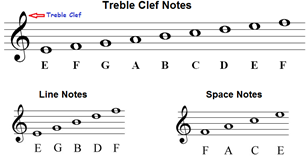 Treble Clef Notes
Treble Clef
E F G A B C D E F
Line Notes
E G B D F
Space Notes
F A C E